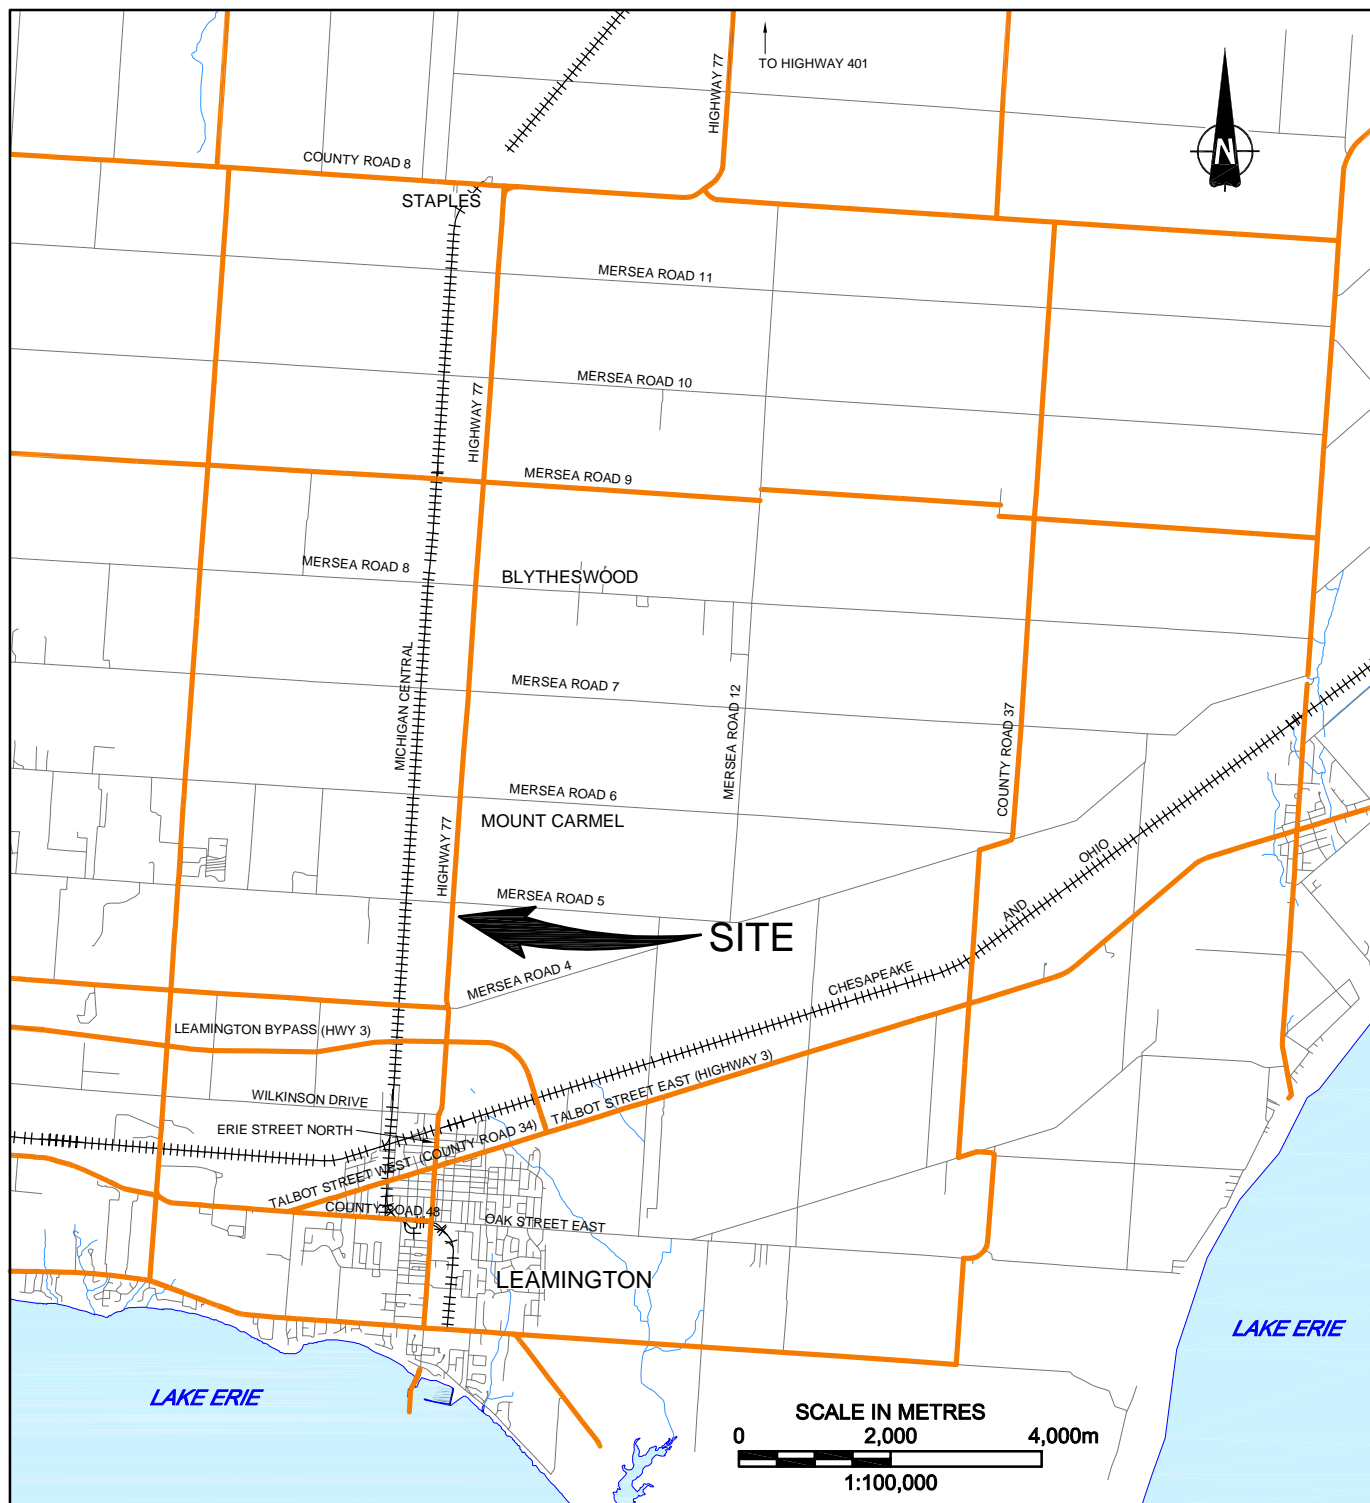 HIGHWAY 77
TO HIGHWAY 401
N
COUNTY ROAD 8
STAPLES
MERSEA ROAD 11
MERSEA ROAD 10
HIGHWAY 77
MERSEA ROAD 9
MERSEA ROAD 8
BLYTHESWOOD
MICHIGAN CENTRAL
MERSEA ROAD 7
MERSEA ROAD 12
COUNTY ROAD 37
MERSEA ROAD 6
MOUNT CARMEL
HIGHWAY 77
OHIO
MERSEA ROAD 5
AND
SITE
MERSEA ROAD 4
CHESAPEAKE
LEAMINGTON BYPASS (HWY 3)
TALBOT STREET EAST (HIGHWAY 3)
WILKINSON DRIVE
ERIE STREET NORTH
TALBOT STREET WEST (COUNTY ROAD 34)
COUNTY ROAD 48
OAK STREET EAST
LEAMINGTON
LAKE ERIE
LAKE ERIE
SCALE IN METRES
0 2,000 4,000m
1:100,000